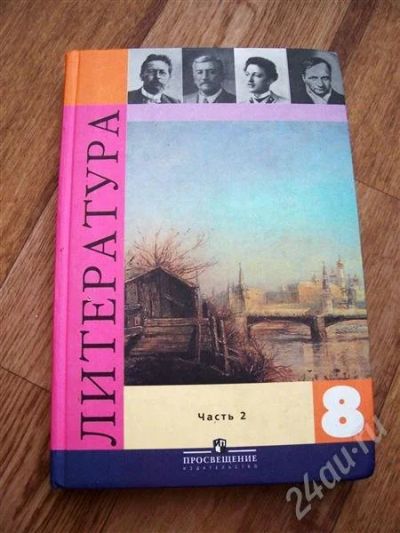 ЛИТЕРАТУРА
Часть 2
8
ПРОСВЕЩЕНИЕ
ИЗДАТЕЛЬСТВО
24au.ru